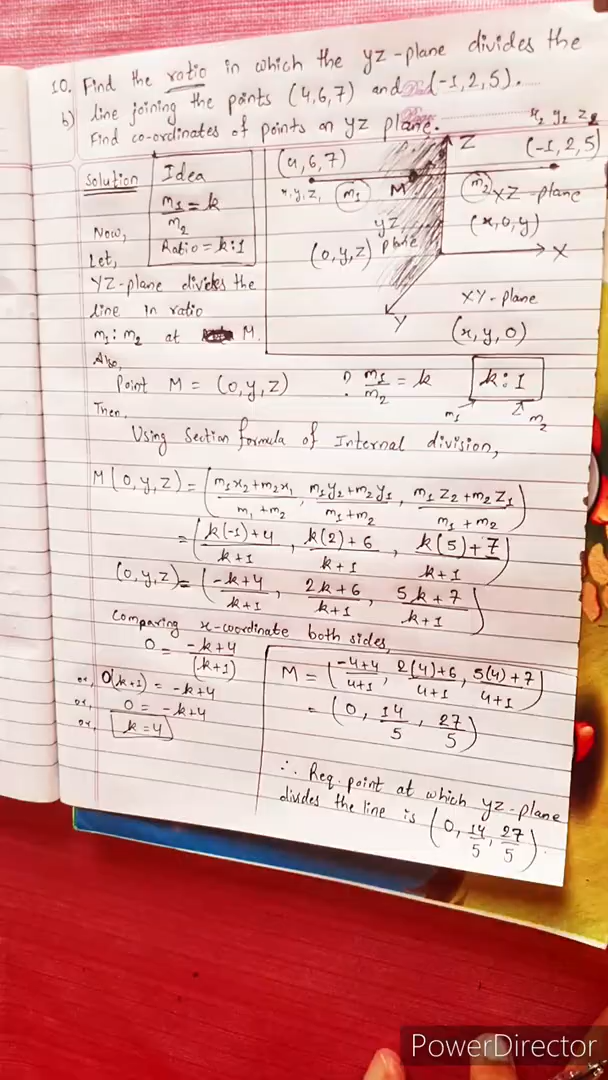 10. Find the ratio in which the yz-plane divides the
b) line joining the points (4,6,7) and (-1,2,5).
Find co-ordinates of points on yz plane.
Solution
Idea
m1/m2 = k
Ratio = k:1
Now,
Let,
YZ-plane divides the
line in ratio
m1:m2 at M.
(4,6,7)
x1 y1 z1
m1
M
Z
x2 y2 z2
(-1,2,5)
m2
XZ-plane
(x,0,y)
yz
plane
(0,y,z)
X
Y
XY-plane
(x,y,0)
Also,
Point M = (0,y,z)
∵ m1/m2 = k
k:1
m1
m2
Then,
Using Section formula of Internal division,
M(0,y,z) = ((m1x2+m2x1)/(m1+m2), (m1y2+m2y1)/(m1+m2), (m1z2+m2z1)/(m1+m2))
= ((k(-1)+4)/(k+1), (k(2)+6)/(k+1), (k(5)+7)/(k+1))
(0,y,z) = ((-k+4)/(k+1), (2k+6)/(k+1), (5k+7)/(k+1))
Comparing x-coordinate both sides,
0 = (-k+4)/(k+1)
or, 0(k+1) = -k+4
or, 0 = -k+4
or, k=4
M = ((-4+4)/(4+1), (2(4)+6)/(4+1), (5(4)+7)/(4+1))
= (0, 14/5, 27/5)
∴ Req. point at which yz-plane
divides the line is (0, 14/5, 27/5).
PowerDirector